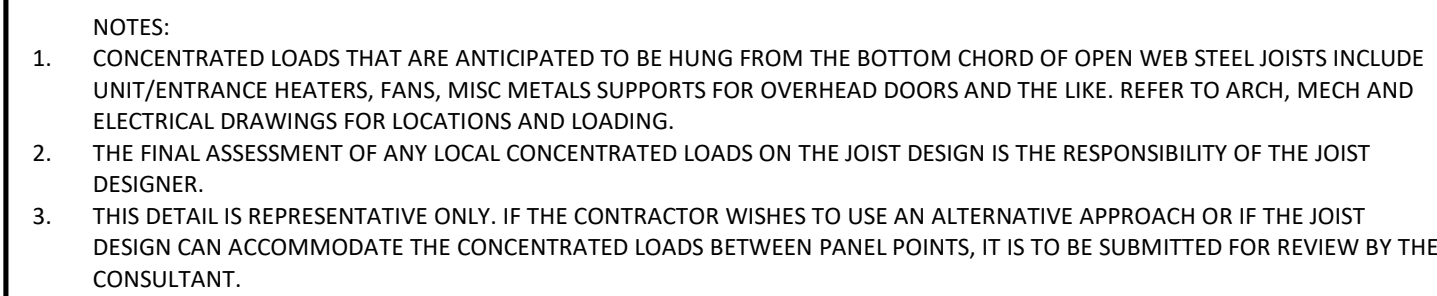 NOTES:
1. CONCENTRATED LOADS THAT ARE ANTICIPATED TO BE HUNG FROM THE BOTTOM CHORD OF OPEN WEB STEEL JOISTS INCLUDE
UNIT/ENTRANCE HEATERS, FANS, MISC METALS SUPPORTS FOR OVERHEAD DOORS AND THE LIKE. REFER TO ARCH, MECH AND
ELECTRICAL DRAWINGS FOR LOCATIONS AND LOADING.
2. THE FINAL ASSESSMENT OF ANY LOCAL CONCENTRATED LOADS ON THE JOIST DESIGN IS THE RESPONSIBILITY OF THE JOIST
DESIGNER.
3. THIS DETAIL IS REPRESENTATIVE ONLY. IF THE CONTRACTOR WISHES TO USE AN ALTERNATIVE APPROACH OR IF THE JOIST
DESIGN CAN ACCOMMODATE THE CONCENTRATED LOADS BETWEEN PANEL POINTS, IT IS TO BE SUBMITTED FOR REVIEW BY THE
CONSULTANT.